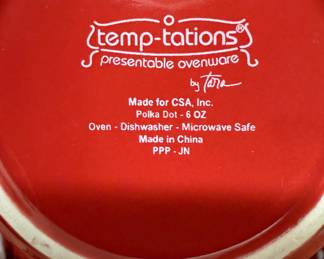 temp-tations®
presentable ovenware
by Tara
Made for CSA, Inc.
Polka Dot - 6 OZ
Oven - Dishwasher - Microwave Safe
Made in China
PPP - JN